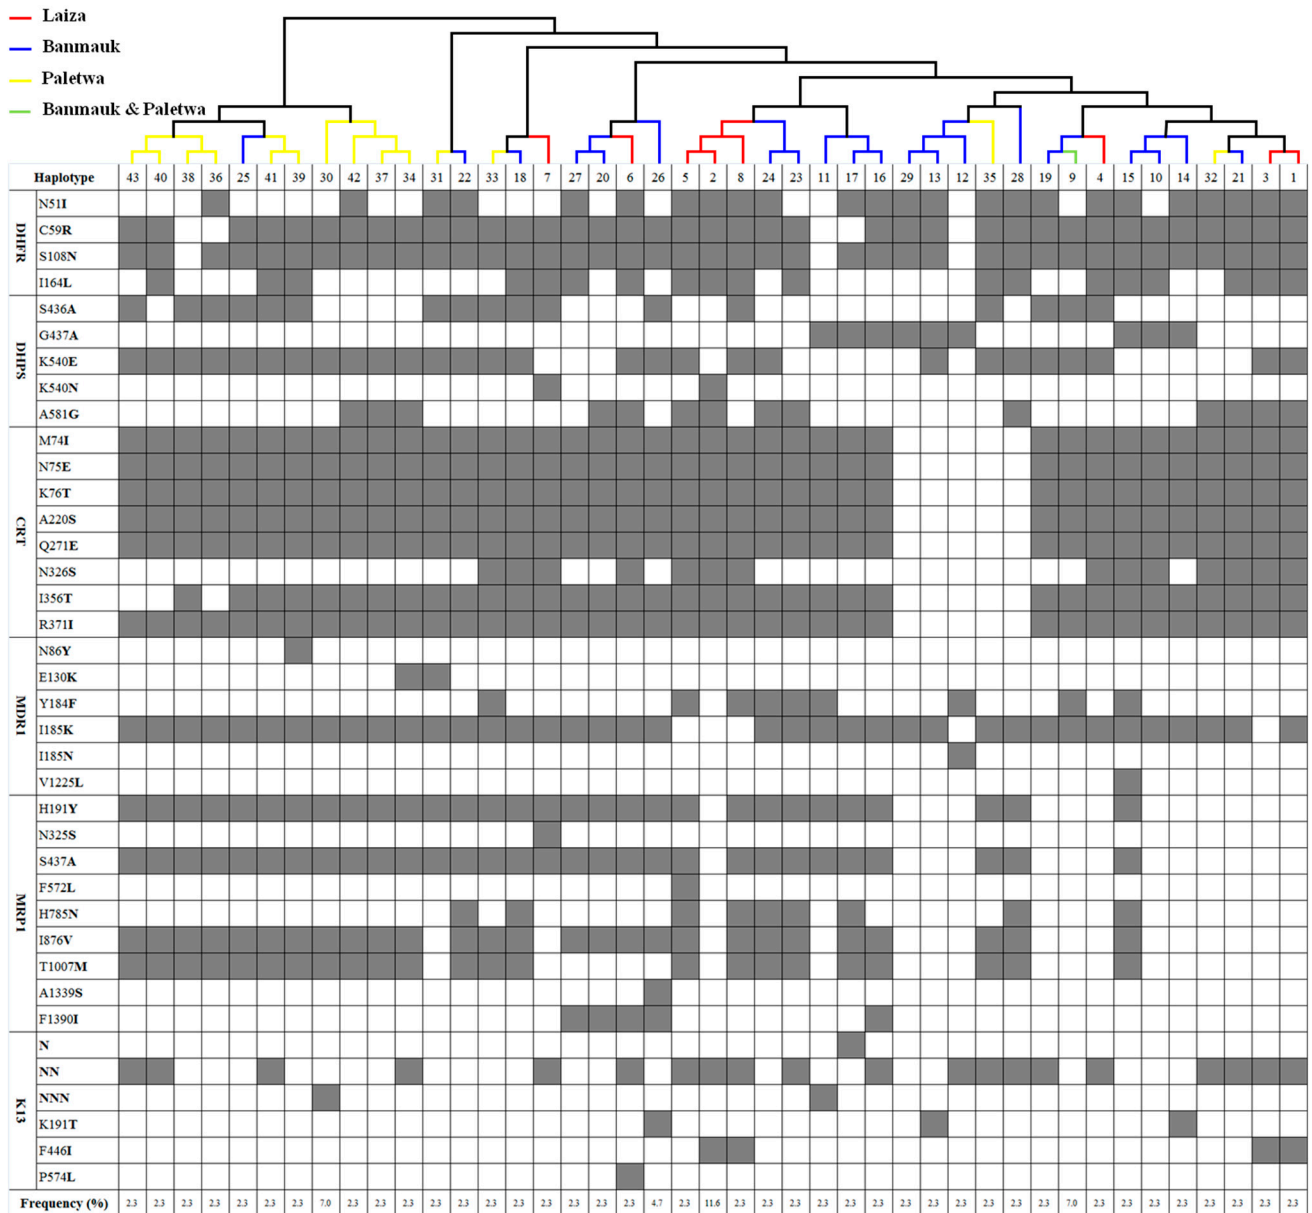 Laiza
Banmauk
Paletwa
Banmauk & Paletwa
Haplotype 43 40 38 36 25 41 39 30 42 37 34 31 22 33 18 7 27 20 6 26 5 2 8 24 23 11 17 16 29 13 12 35 28 19 9 4 15 10 14 32 21 3 1
DHFR
N51I
C59R
S108N
I164L
DHPS
S436A
G437A
K540E
K540N
A581G
CRT
M74I
N75E
K76T
A220S
Q271E
N326S
I356T
R371I
MDR1
N86Y
E130K
Y184F
I185K
I185N
V1225L
MRP1
H191Y
N325S
S437A
F572L
H785N
I876V
T1007M
A1339S
F1390I
K13
N
NN
NNN
K191T
F446I
P574L
Frequency (%) 2.3 2.3 2.3 2.3 2.3 2.3 2.3 7.0 2.3 2.3 2.3 2.3 2.3 2.3 2.3 2.3 2.3 2.3 2.3 4.7 2.3 11.6 2.3 2.3 2.3 2.3 2.3 2.3 2.3 2.3 2.3 2.3 2.3 2.3 7.0 2.3 2.3 2.3 2.3 2.3 2.3 2.3 2.3